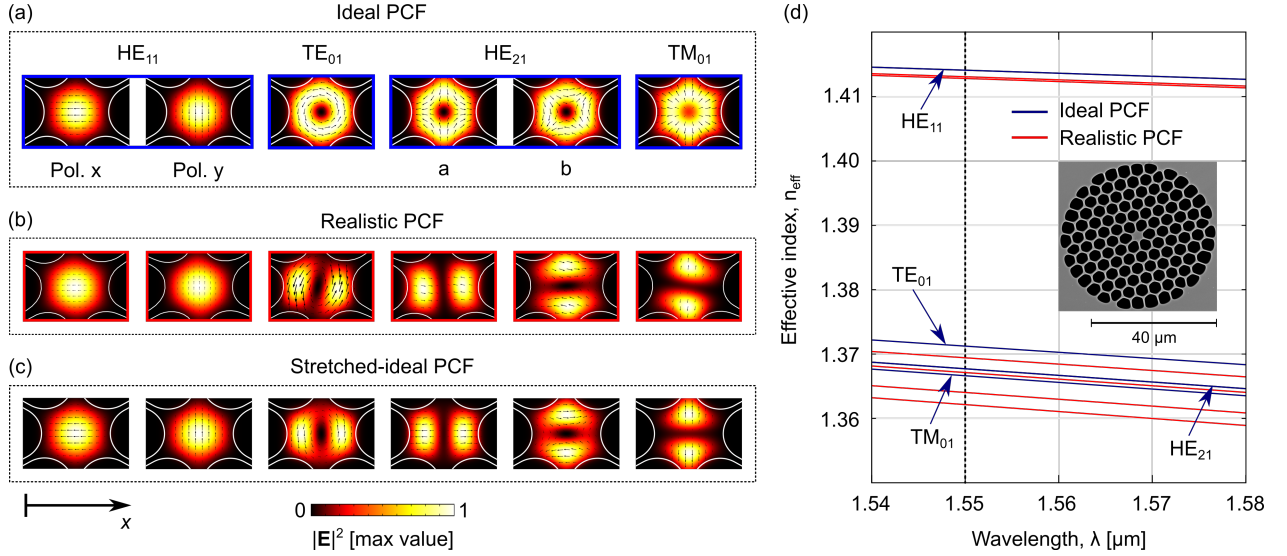 (a)
Ideal PCF
HE11
TE01
HE21
TM01
Pol. x
Pol. y
a
b
(b)
Realistic PCF
(c)
Stretched-ideal PCF
x
0
1
|E|² [max value]
(d)
Effective index, neff
1.41
1.40
1.39
1.38
1.37
1.36
HE11
Ideal PCF
Realistic PCF
40 µm
TE01
TM01
HE21
1.54
1.55
1.56
1.57
1.58
Wavelength, λ [µm]